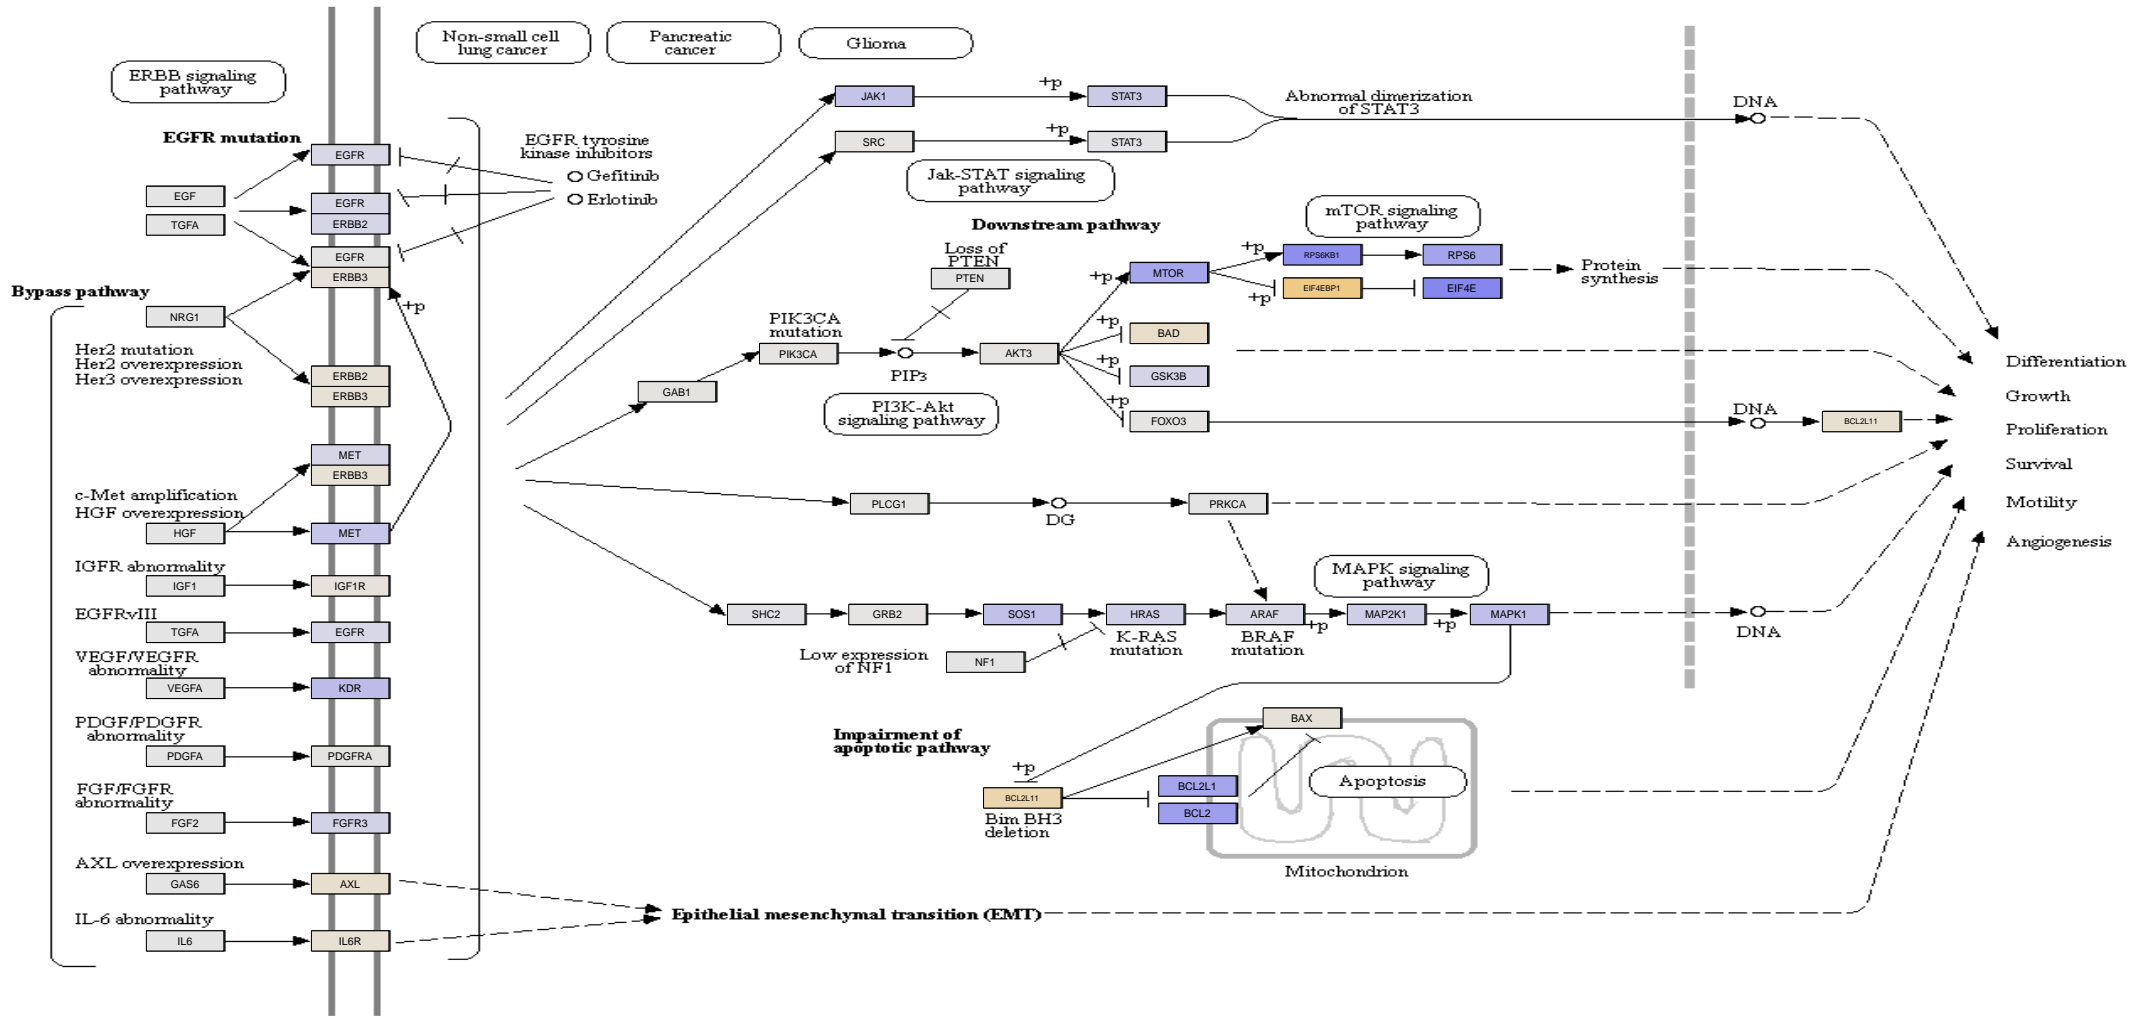 Non-small cell
lung cancer
Pancreatic
cancer
Glioma
ERBB signaling
pathway
EGFR mutation
EGFR
EGF
TGFA
EGFR
ERBB2
EGFR
ERBB3
EGFR tyrosine
kinase inhibitors
Gefitinib
Erlotinib
JAK1
+p
STAT3
SRC
+p
STAT3
Abnormal dimerization
of STAT3
DNA
Jak-STAT signaling
pathway
Downstream pathway
mTOR signaling
pathway
Loss of
PTEN
PTEN
+p
MTOR
+p
RPS6KB1
RPS6
+p
EIF4EBP1
EIF4E
Protein
synthesis
Bypass pathway
NRG1
+p
Her2 mutation
Her2 overexpression
Her3 overexpression
ERBB2
ERBB3
PIK3CA
mutation
PIK3CA
PIP3
AKT3
+p
BAD
+p
GSK3B
+p
FOXO3
DNA
BCL2L11
GAB1
PI3K-Akt
signaling pathway
Differentiation
Growth
Proliferation
Survival
Motility
Angiogenesis
MET
ERBB3
c-Met amplification
HGF overexpression
HGF
MET
PLCG1
DG
PRKCA
IGFR abnormality
IGF1
IGF1R
MAPK signaling
pathway
EGFRvIII
TGFA
EGFR
SHC2
GRB2
SOS1
HRAS
ARAF
+p
MAP2K1
+p
MAPK1
DNA
K-RAS
mutation
BRAF
mutation
Low expression
of NF1
NF1
VEGF/VEGFR
abnormality
VEGFA
KDR
PDGF/PDGFR
abnormality
PDGFA
PDGFRA
Impairment of
apoptotic pathway
BAX
+p
BCL2L11
Bim BH3
deletion
BCL2L1
BCL2
Apoptosis
Mitochondrion
FGF/FGFR
abnormality
FGF2
FGFR3
AXL overexpression
GAS6
AXL
IL-6 abnormality
IL6
IL6R
Epithelial mesenchymal transition (EMT)